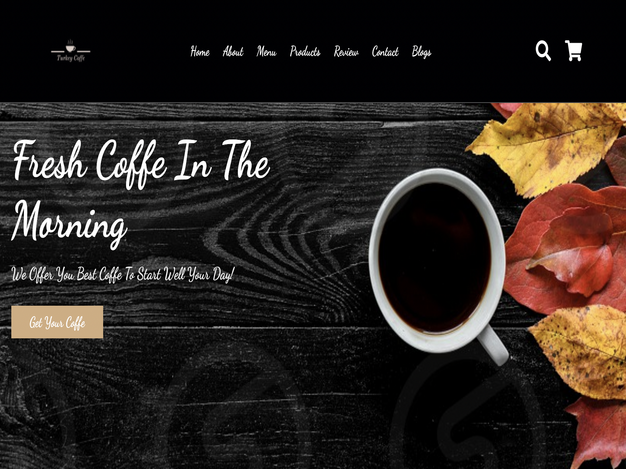 Turkey Coffe
Home About Menu Products Review Contact Blogs
Fresh Coffe In The
Morning
We Offer You Best Coffe To Start Well Your Day!
Get Your Coffe